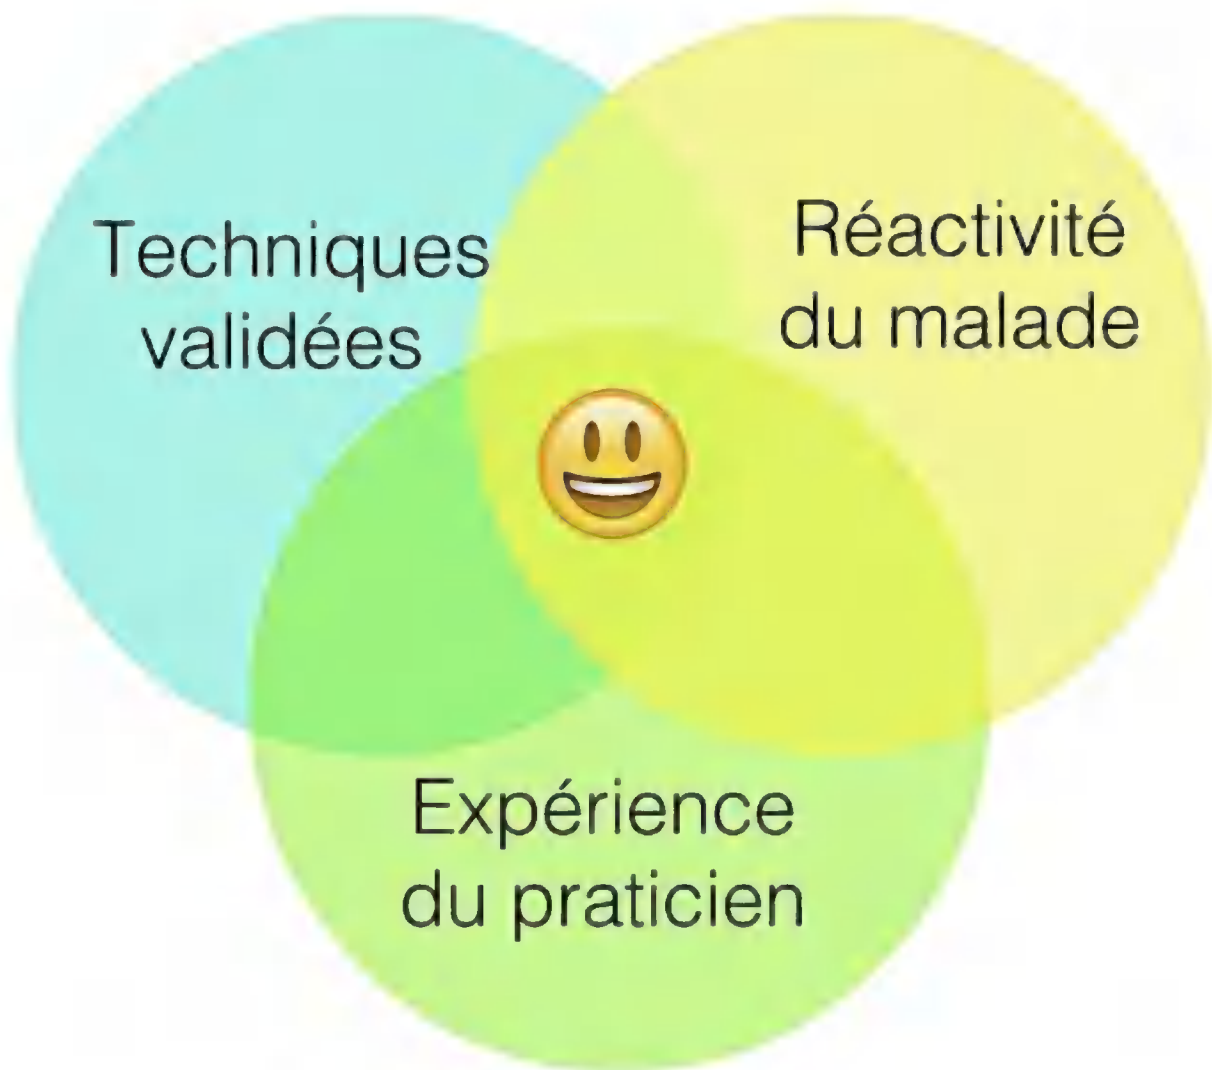 Techniques
validées
Réactivité
du malade
Expérience
du praticien